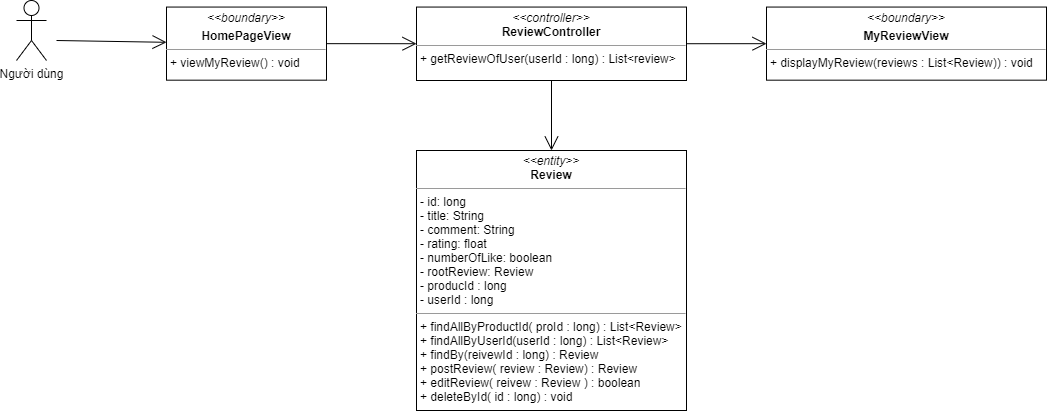 Người dùng
<<boundary>>
HomePageView
+ viewMyReview() : void
<<controller>>
ReviewController
+ getReviewOfUser(userId : long) : List<review>
<<boundary>>
MyReviewView
+ displayMyReview(reviews : List<Review>)) : void
<<entity>>
Review
- id: long
- title: String
- comment: String
- rating: float
- numberOfLike: boolean
- rootReview: Review
- producId : long
- userId : long
+ findAllByProductId( proId : long) : List<Review>
+ findAllByUserId(userId : long) : List<Review>
+ findBy(reivewId : long) : Review
+ postReview( review : Review) : Review
+ editReview( reivew : Review ) : boolean
+ deleteById( id : long) : void